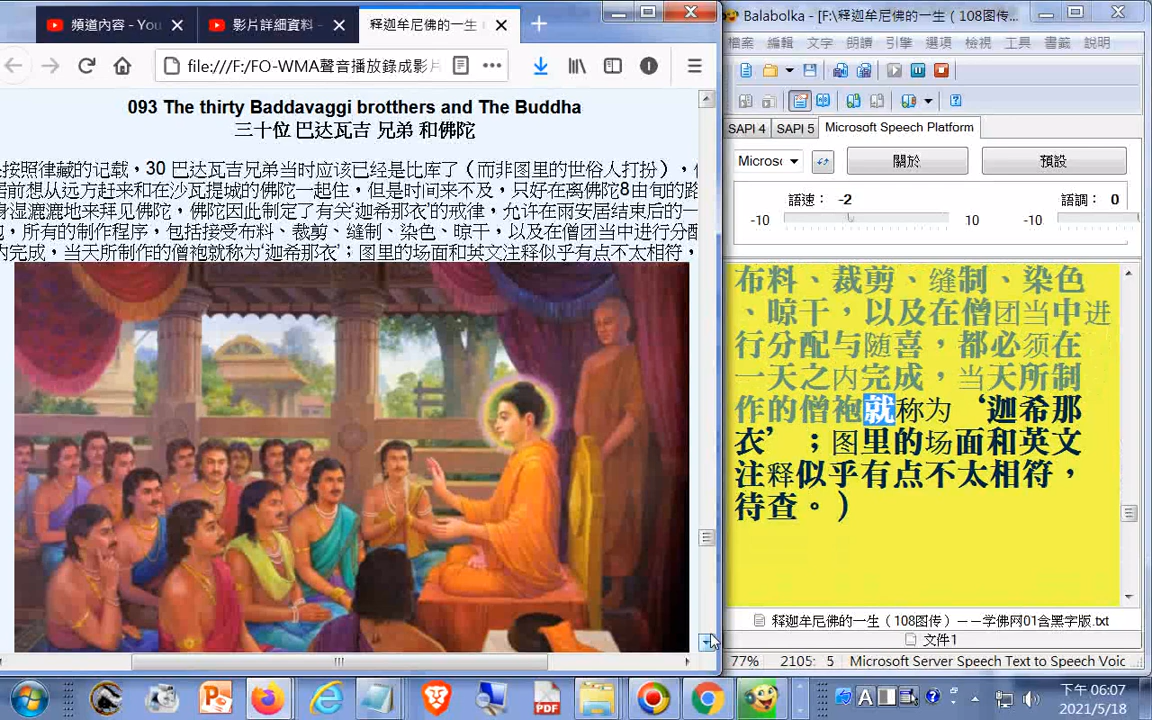 頻道內容 -
影片詳細資料 -
释迦牟尼佛的一生
file:///F:/FO-WMA聲音播放錄成影片
093 The thirty Baddavaggi brotthers and The Buddha
三十位 巴达瓦吉 兄弟 和佛陀
按照律藏的记载，30 巴达瓦吉兄弟当时应该已经是比库了（而非图里的世俗人打扮），
居前想从远方赶来和在沙瓦提城的佛陀一起住，但是时间来不及，只好在离佛陀8由旬的路
身湿漉漉地来拜见佛陀，佛陀因此制定了有关‘迦希那衣’的戒律，允许在雨安居结束后的一
，所有的制作程序，包括接受布料、裁剪、缝制、染色、晾干，以及在僧团当中进行分配
内完成，当天所制作的僧袍就称为‘迦希那衣’；图里的场面和英文注释似乎有点不太相符，
Balabolka - [F:\释迦牟尼佛的一生（108图传）...
檔案 編輯 文字 朗讀 引擎 選項 檢視 工具 書籤 說明
SAPI 4 SAPI 5 Microsoft Speech Platform
Microsc 關於 預設
語速： -2 語調： 0
-10 10 -10
布料、裁剪、缝制、染色
、晾干，以及在僧团当中进
行分配与随喜，都必须在
一天之内完成，当天所制
作的僧袍就称为‘迦希那
衣’；图里的场面和英文
注释似乎有点不太相符，
待查。）
释迦牟尼佛的一生（108图传）——学佛网01含黑字版.txt
文件1
77% 2105: 5 Microsoft Server Speech Text to Speech Voic
下午 06:07
2021/5/18